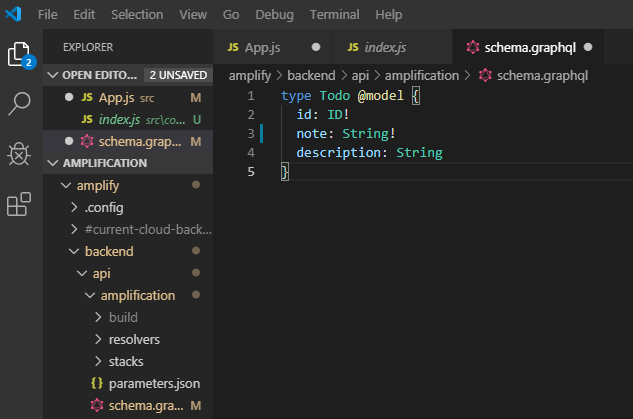 File Edit Selection View Go Debug Terminal Help
EXPLORER
App.js
index.js
schema.graphql
OPEN EDITO... 2 UNSAVED
amplify > backend > api > amplification > schema.graphql
JS App.js src M
JS index.js src\co... U
schema.grap... M
AMPLIFICATION
amplify
.config
#current-cloud-back...
backend
api
amplification
build
resolvers
stacks
{} parameters.json
schema.gra... M
2
JS
JS
1 type Todo @model {
2 id: ID!
3 note: String!
4 description: String
5 }